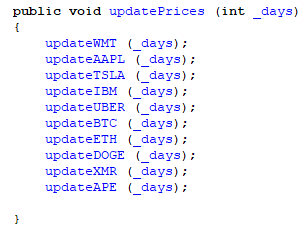 public void updatePrices (int _days)
{
updateWMT (_days);
updateAAPL (_days);
updateTSLA (_days);
updateIBM (_days);
updateUBER (_days);
updateBTC (_days);
updateETH (_days);
updateDOGE (_days);
updateXMR (_days);
updateAPE (_days);
}